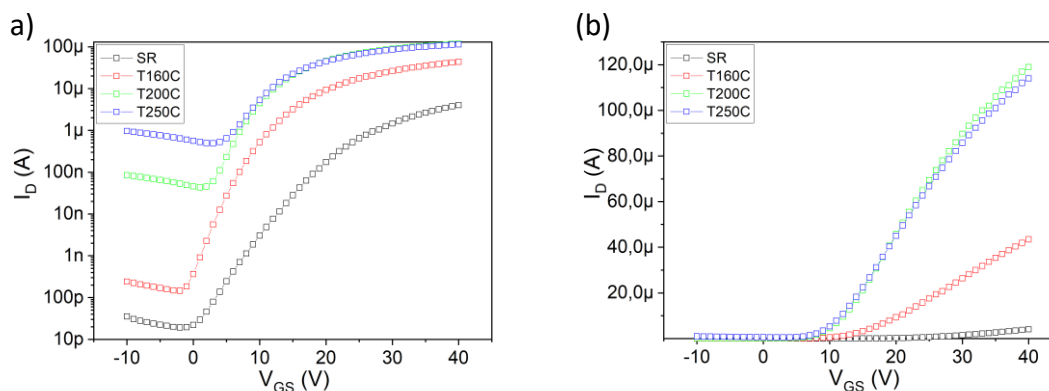 a)
100µ
10µ
1µ
100n
10n
1n
100p
10p
I_D (A)
SR
T160C
T200C
T250C
-10 0 10 20 30 40
V_GS (V)
(b)
120,0µ
100,0µ
80,0µ
60,0µ
40,0µ
20,0µ
I_D (A)
SR
T160C
T200C
T250C
-10 0 10 20 30 40
V_GS (V)